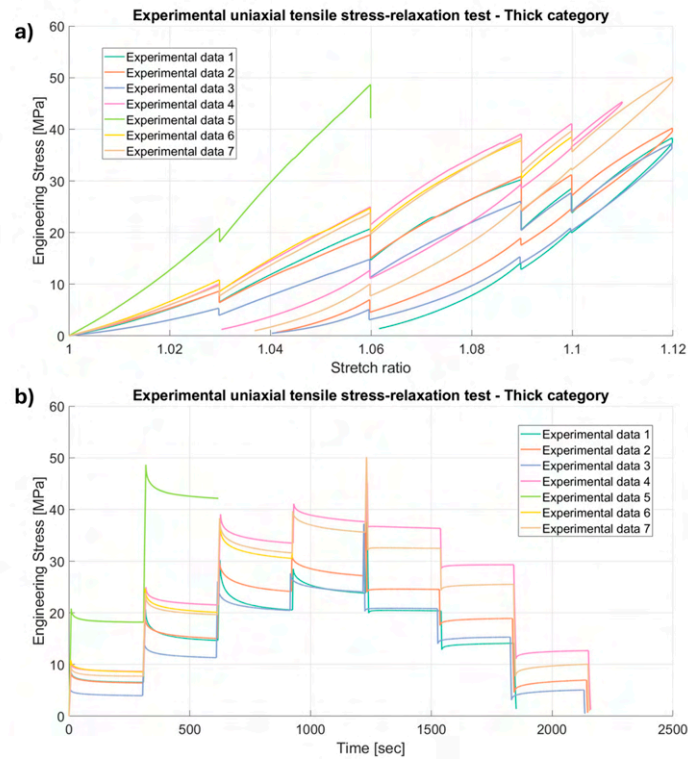 a)
Experimental uniaxial tensile stress-relaxation test - Thick category
60
50
40
30
20
10
0
Engineering Stress [MPa]
Experimental data 1
Experimental data 2
Experimental data 3
Experimental data 4
Experimental data 5
Experimental data 6
Experimental data 7
1 1.02 1.04 1.06 1.08 1.1 1.12
Stretch ratio
b)
Experimental uniaxial tensile stress-relaxation test - Thick category
60
50
40
30
20
10
0
Engineering Stress [MPa]
Experimental data 1
Experimental data 2
Experimental data 3
Experimental data 4
Experimental data 5
Experimental data 6
Experimental data 7
0 500 1000 1500 2000 2500
Time [sec]